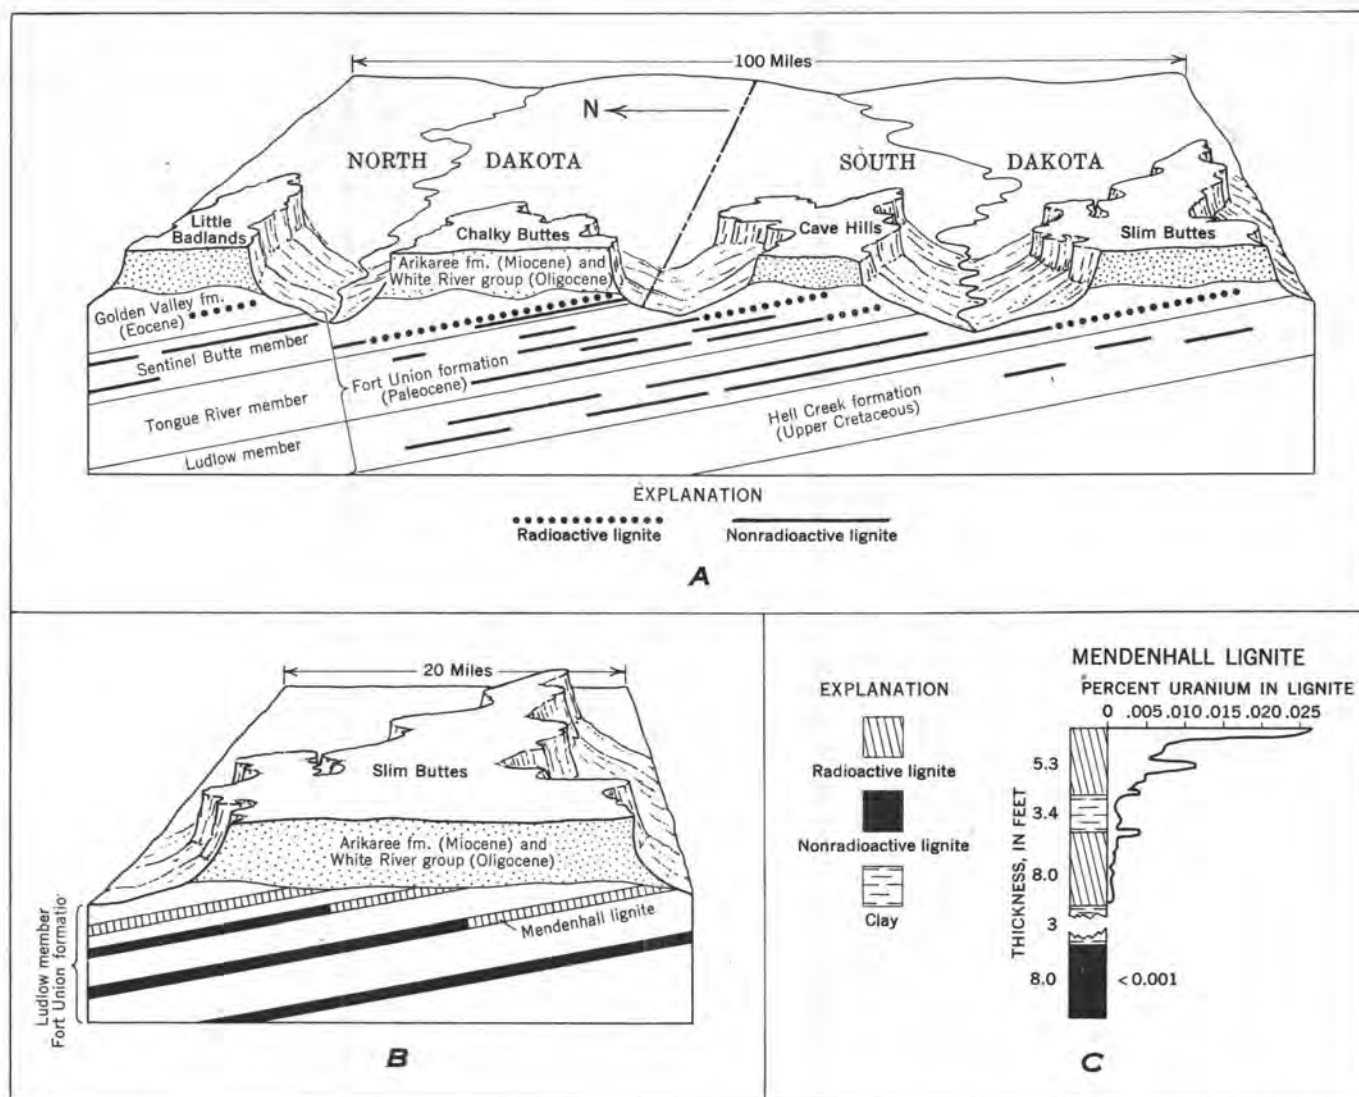 100 Miles
N
NORTH DAKOTA
SOUTH DAKOTA
Little
Badlands
Chalky Buttes
Cave Hills
Slim Buttes
Arikaree fm. (Miocene) and
White River group (Oligocene)
Golden Valley fm.
(Eocene)
Sentinel Butte member
Fort Union formation
(Paleocene)
Tongue River member
Hell Creek formation
(Upper Cretaceous)
Ludlow member
EXPLANATION
Radioactive lignite
Nonradioactive lignite
A
20 Miles
Slim Buttes
Arikaree fm. (Miocene) and
White River group (Oligocene)
Mendenhall lignite
Ludlow member
Fort Union formatio
B
EXPLANATION
Radioactive lignite
Nonradioactive lignite
Clay
MENDENHALL LIGNITE
PERCENT URANIUM IN LIGNITE
0 .005 .010 .015 .020 .025
THICKNESS, IN FEET
5.3
3.4
8.0
3
8.0 <0.001
C